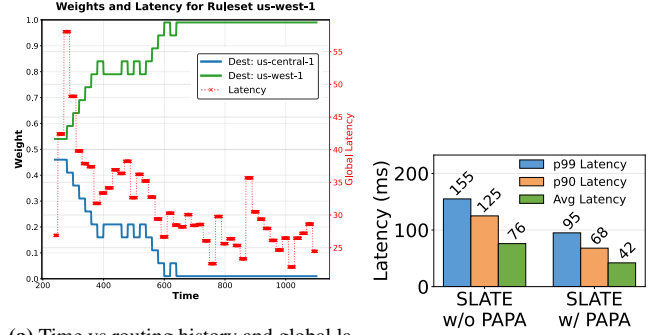 Weights and Latency for Ruleset us-west-1
1.0
0.9
0.8
0.7
0.6
0.5
0.4
0.3
0.2
0.1
0.0
Weight
200
400
600
800
1000
Time
55
50
45
40
35
30
25
Global Latency
Dest: us-central-1
Dest: us-west-1
Latency
Latency (ms)
200
100
0
p99 Latency
p90 Latency
Avg Latency
155
125
76
95
68
42
SLATE
w/o PAPA
SLATE
w/ PAPA
(a) Time vs routing history and global la-